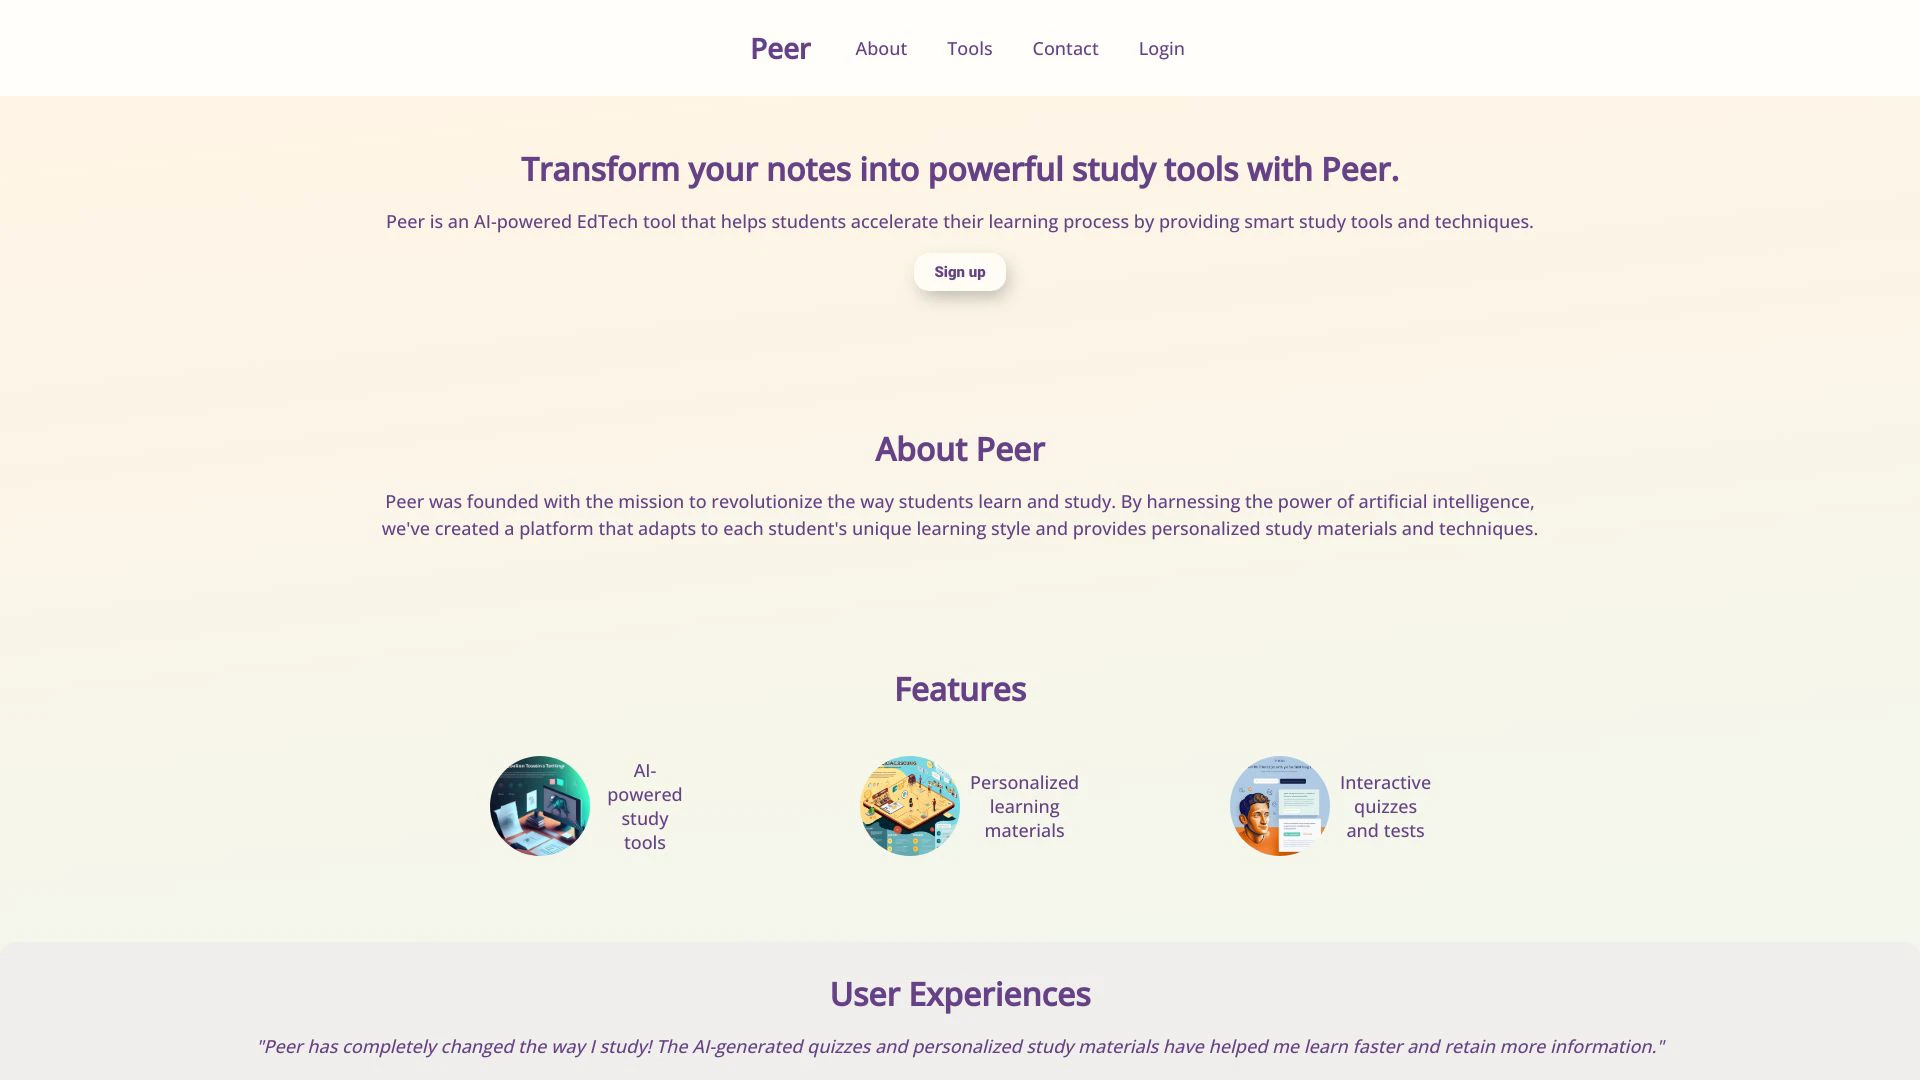 Peer About Tools Contact Login
Transform your notes into powerful study tools with Peer.
Peer is an AI-powered EdTech tool that helps students accelerate their learning process by providing smart study tools and techniques.
Sign up
About Peer
Peer was founded with the mission to revolutionize the way students learn and study. By harnessing the power of artificial intelligence,
we've created a platform that adapts to each student's unique learning style and provides personalized study materials and techniques.
Features
AI-
powered
study
tools
Personalized
learning
materials
Interactive
quizzes
and tests
User Experiences
"Peer has completely changed the way I study! The AI-generated quizzes and personalized study materials have helped me learn faster and retain more information."